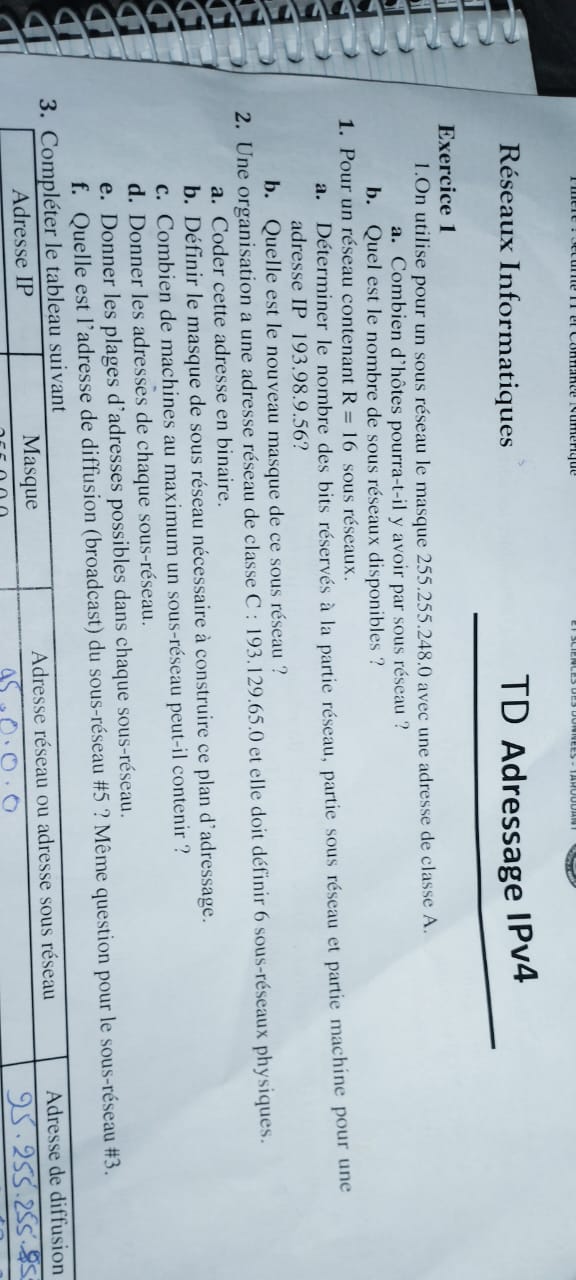 Filière : Sécurité IT et Confiance Numérique
ET SCIENCES DES DONNEES - TAROUDANT
Réseaux Informatiques
TD Adressage IPv4
Exercice 1
1.On utilise pour un sous réseau le masque 255.255.248.0 avec une adresse de classe A.
a. Combien d'hôtes pourra-t-il y avoir par sous réseau ?
b. Quel est le nombre de sous réseaux disponibles ?
1. Pour un réseau contenant R = 16 sous réseaux.
a. Déterminer le nombre des bits réservés à la partie réseau, partie sous réseau et partie machine pour une
adresse IP 193.98.9.56?
b. Quelle est le nouveau masque de ce sous réseau ?
2. Une organisation a une adresse réseau de classe C : 193.129.65.0 et elle doit définir 6 sous-réseaux physiques.
a. Coder cette adresse en binaire.
b. Définir le masque de sous réseau nécessaire à construire ce plan d'adressage.
c. Combien de machines au maximum un sous-réseau peut-il contenir ?
d. Donner les adresses de chaque sous-réseau.
e. Donner les plages d'adresses possibles dans chaque sous-réseau.
f. Quelle est l'adresse de diffusion (broadcast) du sous-réseau #5 ? Même question pour le sous-réseau #3.
3. Compléter le tableau suivant
Adresse IP
Masque
Adresse réseau ou adresse sous réseau
Adresse de diffusion
255.0.0.0
95.0.0.0
95.255.255.255